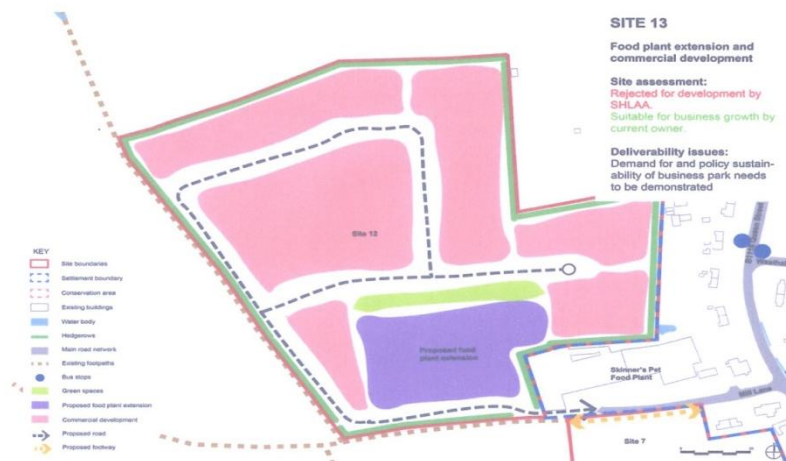 SITE 13
Food plant extension and
commercial development
Site assessment:
Rejected for development by
SHLAA.
Suitable for business growth by
current owner.
Deliverability issues:
Demand for and policy sustain-
ability of business park needs
to be demonstrated
Site 12
Proposed food
plant extension
Skinner's Pet
Food Plant
Mill Lane
Site 7
KEY
Site boundaries
Settlement boundary
Conservation area
Existing buildings
Water body
Hedgerows
Main road network
Existing footpaths
Bus stops
Green spaces
Proposed food plant extension
Commercial development
Proposed road
Proposed footway